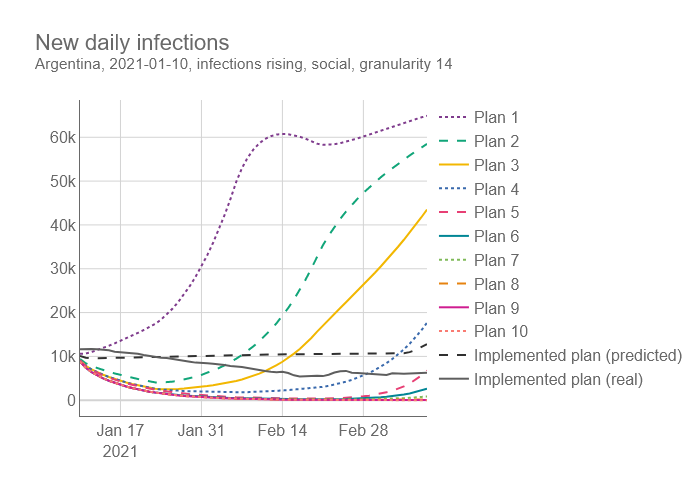 New daily infections
Argentina, 2021-01-10, infections rising, social, granularity 14
60k
50k
40k
30k
20k
10k
0
Jan 17
2021
Jan 31
Feb 14
Feb 28
Plan 1
Plan 2
Plan 3
Plan 4
Plan 5
Plan 6
Plan 7
Plan 8
Plan 9
Plan 10
Implemented plan (predicted)
Implemented plan (real)